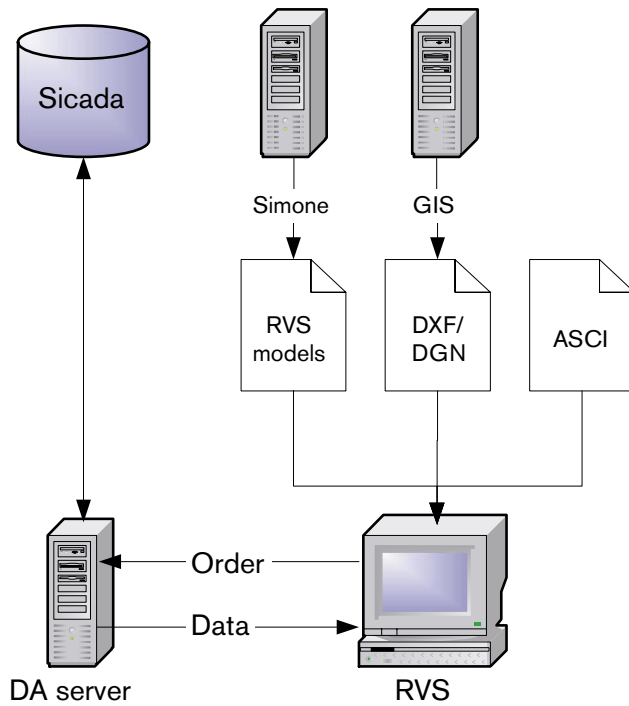 Sicada
Simone
GIS
RVS
models
DXF/
DGN
ASCI
Order
Data
DA server
RVS